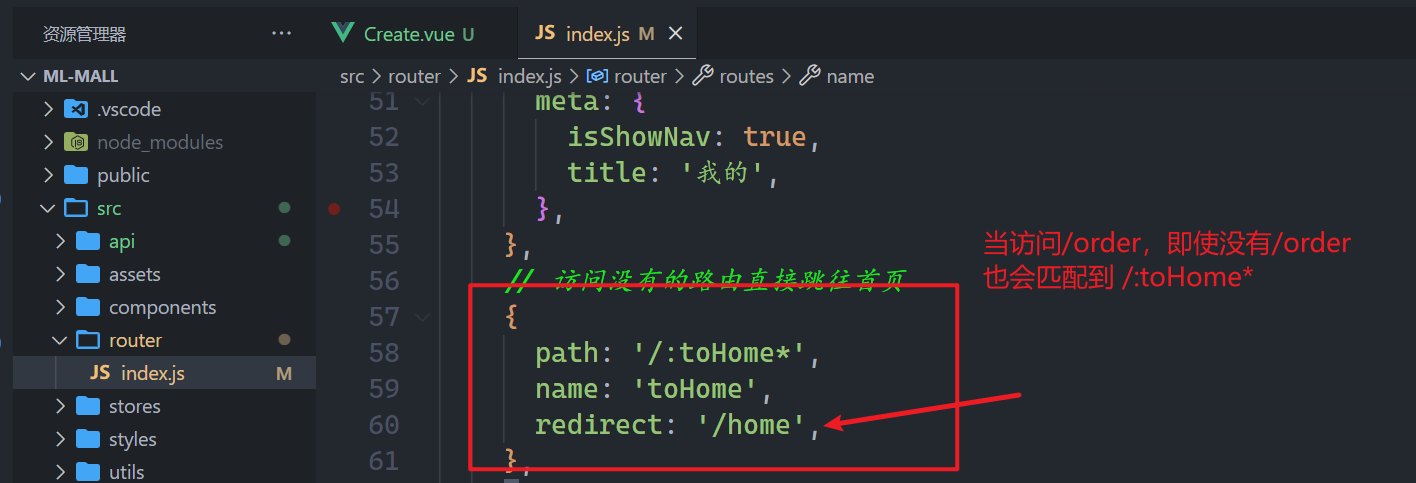 资源管理器
···
Create.vue U
JS index.js M ×
ML-MALL
src > router > JS index.js > router > routes > name
.vscode
node_modules
public
src
api
assets
components
router
JS index.js M
stores
styles
utils
51 meta: {
52 isShowNav: true,
53 title: '我的',
54 },
55 },
56 // 访问没有的路由直接跳往首页
57 {
58 path: '/:toHome*',
59 name: 'toHome',
60 redirect: '/home',
61 },
当访问/order，即使没有/order
也会匹配到 /:toHome*